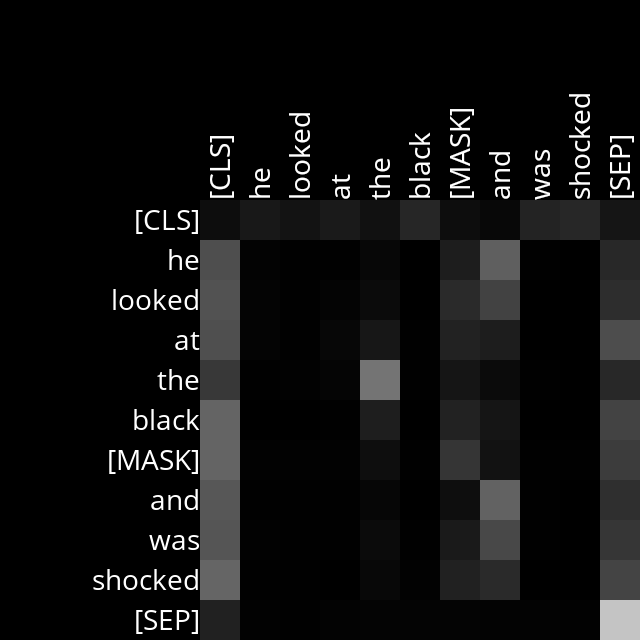 [CLS]
he
looked
at
the
black
[MASK]
and
was
shocked
[SEP]
[CLS]
he
looked
at
the
black
[MASK]
and
was
shocked
[SEP]